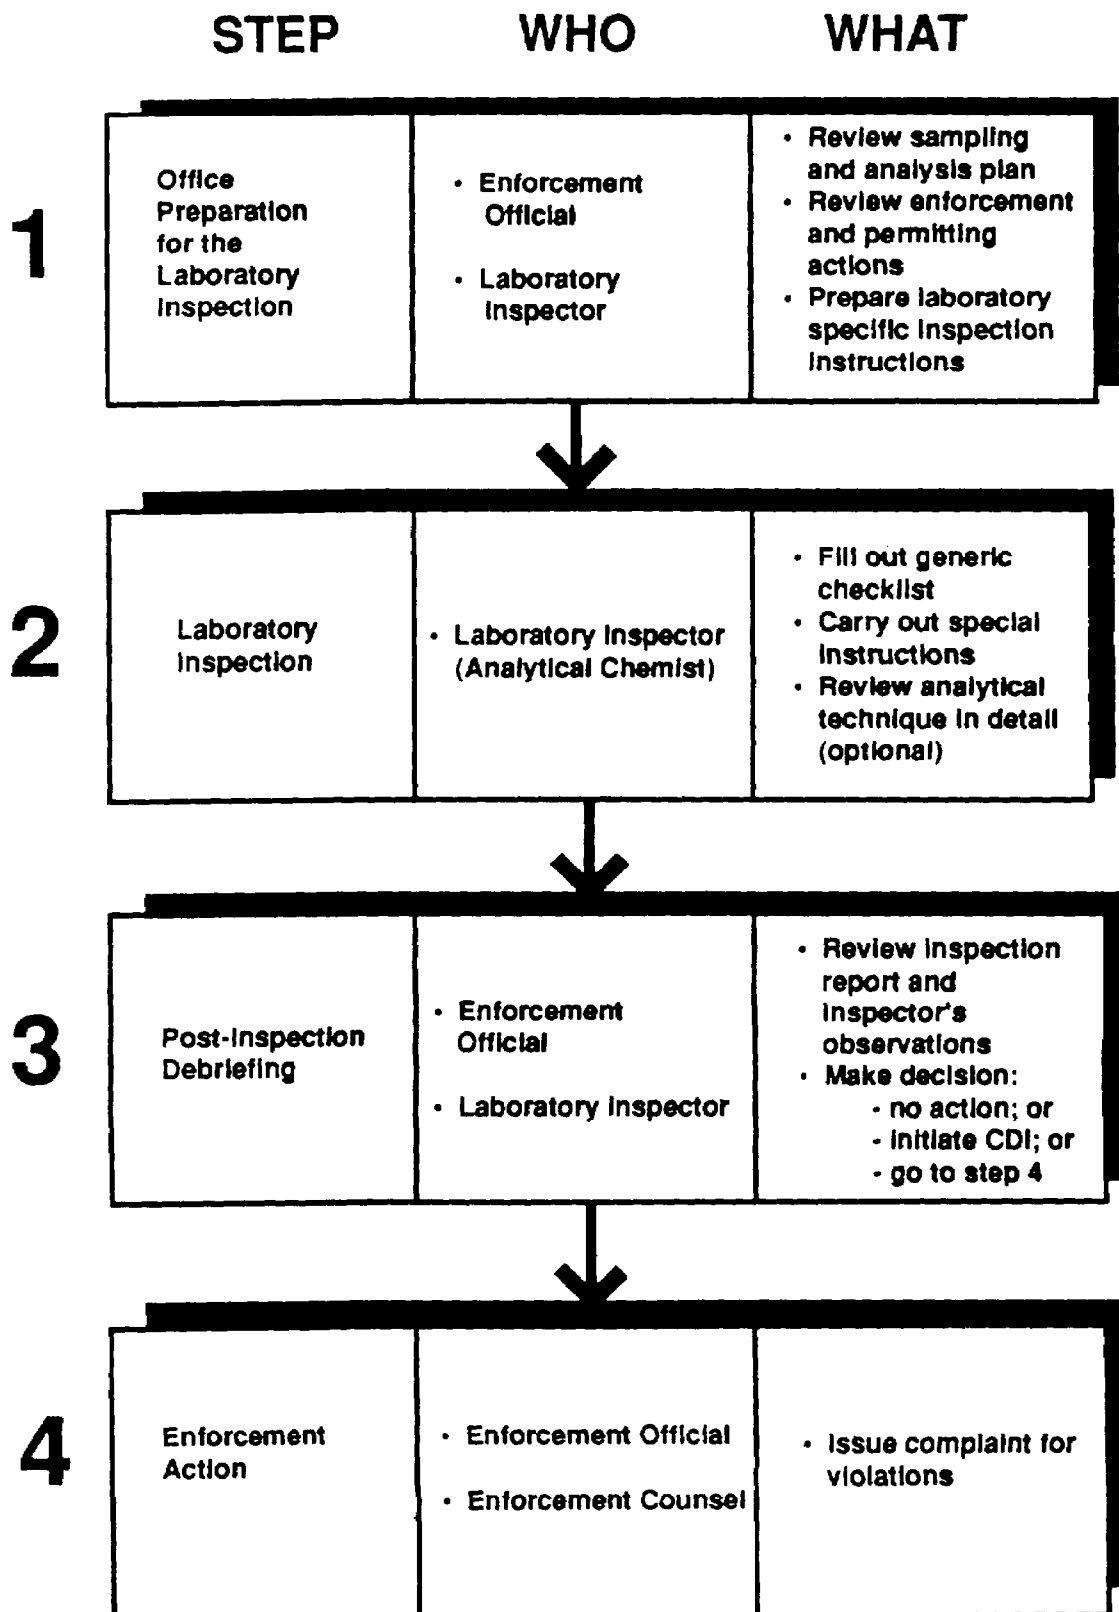 STEP WHO WHAT
1
Office
Preparation
for the
Laboratory
Inspection
• Enforcement
Official
• Laboratory
Inspector
• Review sampling
and analysis plan
• Review enforcement
and permitting
actions
• Prepare laboratory
specific inspection
instructions
2
Laboratory
Inspection
• Laboratory Inspector
(Analytical Chemist)
• Fill out generic
checklist
• Carry out special
instructions
• Review analytical
technique in detail
(optional)
3
Post-Inspection
Debriefing
• Enforcement
Official
• Laboratory Inspector
• Review inspection
report and
inspector's
observations
• Make decision:
- no action; or
- initiate CDI; or
- go to step 4
4
Enforcement
Action
• Enforcement Official
• Enforcement Counsel
• Issue complaint for
violations